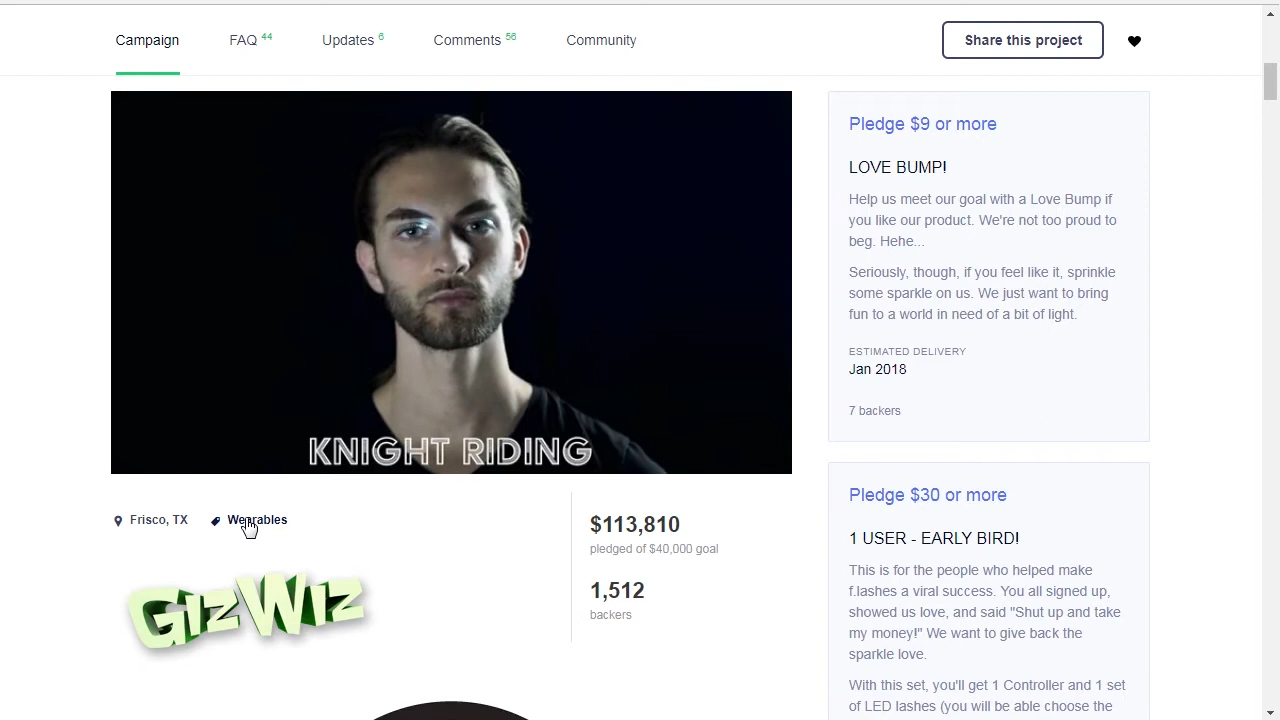 Campaign
FAQ 44
Updates 6
Comments 56
Community
Share this project
KNIGHT RIDING
Frisco, TX
Wearables
$113,810
pledged of $40,000 goal
1,512
backers
GizWiz
Pledge $9 or more
LOVE BUMP!
Help us meet our goal with a Love Bump if
you like our product. We're not too proud to
beg. Hehe...
Seriously, though, if you feel like it, sprinkle
some sparkle on us. We just want to bring
fun to a world in need of a bit of light.
ESTIMATED DELIVERY
Jan 2018
7 backers
Pledge $30 or more
1 USER - EARLY BIRD!
This is for the people who helped make
f.lashes a viral success. You all signed up,
showed us love, and said "Shut up and take
my money!" We want to give back the
sparkle love.
With this set, you'll get 1 Controller and 1 set
of LED lashes (you will be able choose the